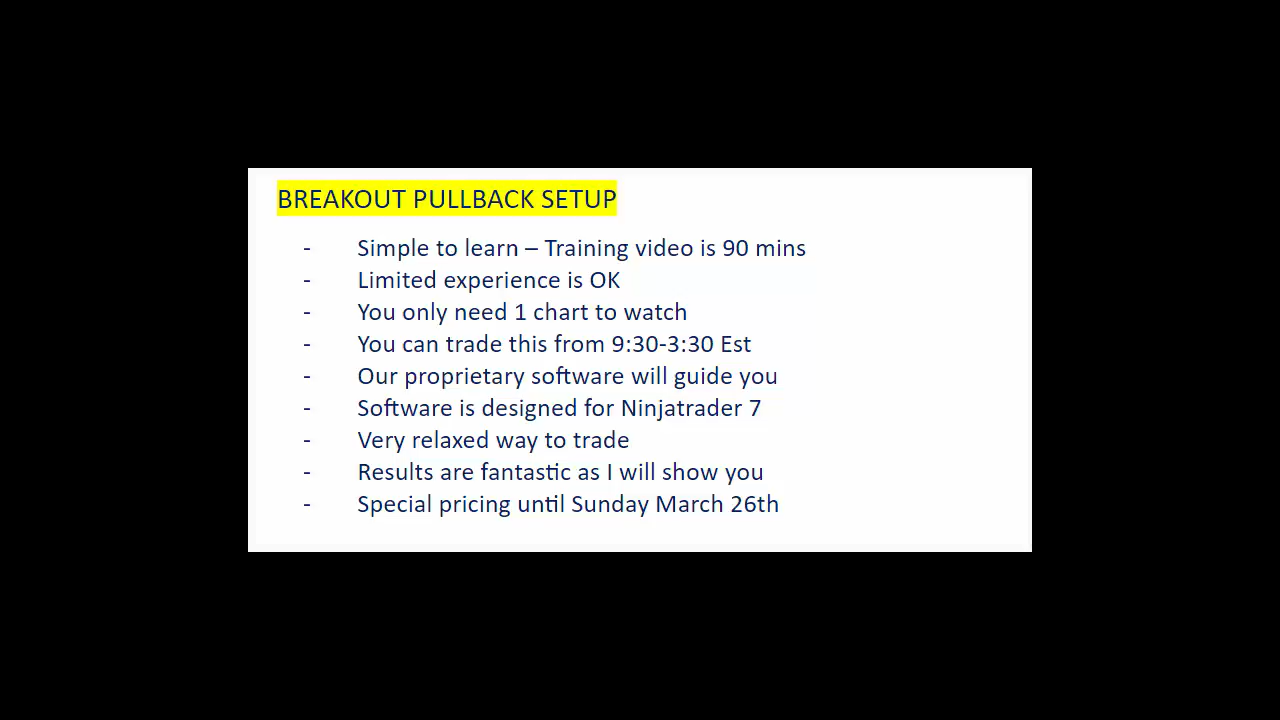 BREAKOUT PULLBACK SETUP
- Simple to learn – Training video is 90 mins
- Limited experience is OK
- You only need 1 chart to watch
- You can trade this from 9:30-3:30 Est
- Our proprietary software will guide you
- Software is designed for Ninjatrader 7
- Very relaxed way to trade
- Results are fantastic as I will show you
- Special pricing until Sunday March 26th